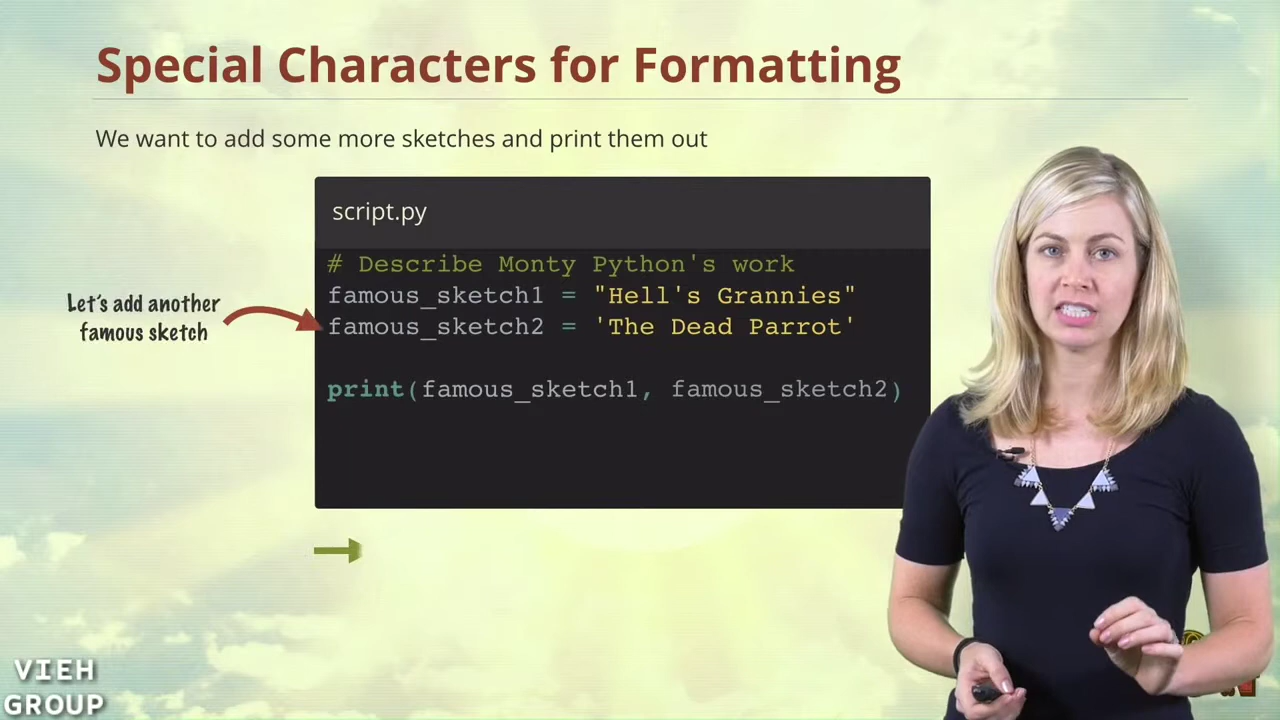 Special Characters for Formatting
We want to add some more sketches and print them out
script.py
# Describe Monty Python's work
famous_sketch1 = "Hell's Grannies"
famous_sketch2 = 'The Dead Parrot'
print(famous_sketch1, famous_sketch2)
Let's add another
famous sketch
VIEH
GROUP